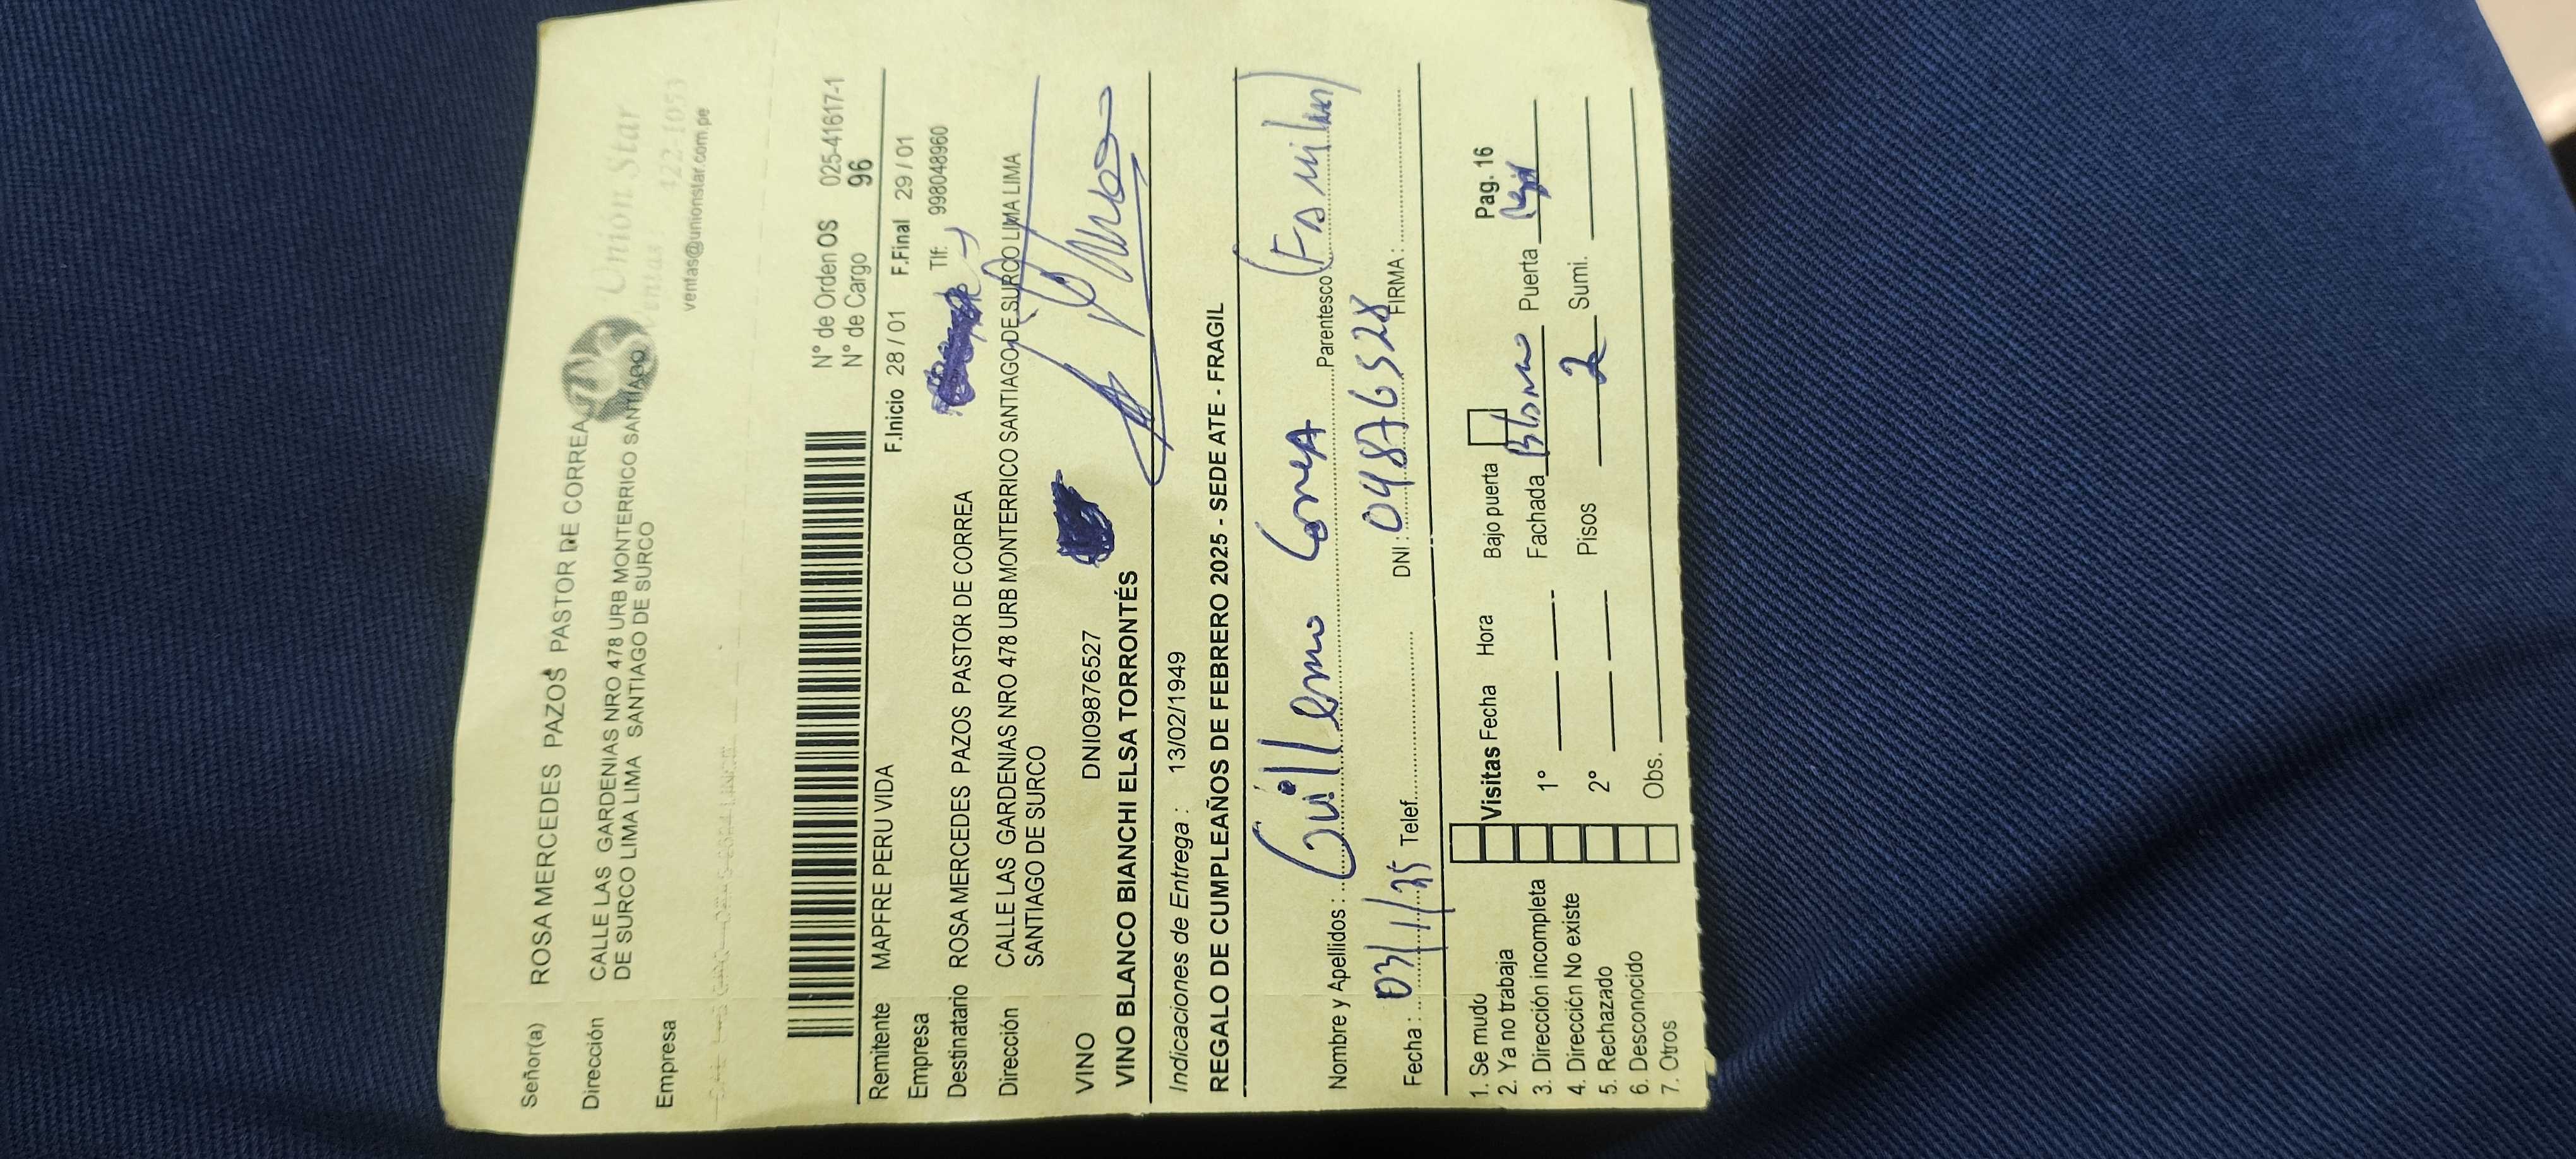 Señor(a) ROSA MERCEDES PAZOS PASTOR DE CORREA
Dirección CALLE LAS GARDENIAS NRO 478 URB MONTERRICO SANTIAGO
DE SURCO LIMA LIMA SANTIAGO DE SURCO
Empresa
Unión Star
Ventas: 422-1053
ventas@unionstar.com.pe
N° de Orden OS 025-41617-1
N° de Cargo 96
Remitente MAPFRE PERU VIDA F.Inicio 28 / 01 F.Final 29 / 01
Empresa
Destinatario ROSA MERCEDES PAZOS PASTOR DE CORREA Tlf: 998048960
Dirección CALLE LAS GARDENIAS NRO 478 URB MONTERRICO SANTIAGO DE SURCO LIMA LIMA
SANTIAGO DE SURCO
VINO DNI09876527
VINO BLANCO BIANCHI ELSA TORRONTÉS
Indicaciones de Entrega : 13/02/1949
REGALO DE CUMPLEAÑOS DE FEBRERO 2025 - SEDE ATE - FRAGIL
Nombre y Apellidos : Guillermo Correa Parentesco (Familiar)
Fecha : 03/1/25 Telef. DNI : 04876528 FIRMA :
1. Se mudo
2. Ya no trabaja
3. Dirección incompleta
4. Dirección No existe
5. Rechazado
6. Desconocido
7. Otros
Visitas Fecha Hora Bajo puerta Pag. 16
1° Fachada Blanco Puerta
2° Pisos 2 Sumi.
Obs.